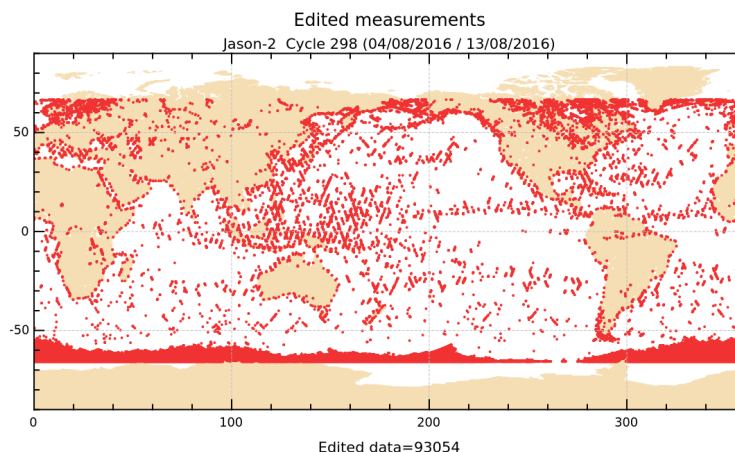 Edited measurements
Jason-2 Cycle 298 (04/08/2016 / 13/08/2016)
50
0
-50
0 100 200 300
Edited data=93054